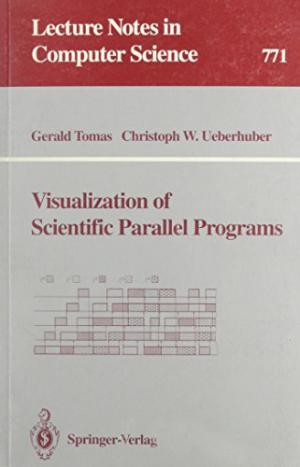 Lecture Notes in
Computer Science
771
Gerald Tomas Christoph W. Ueberhuber
Visualization of
Scientific Parallel Programs
Springer-Verlag